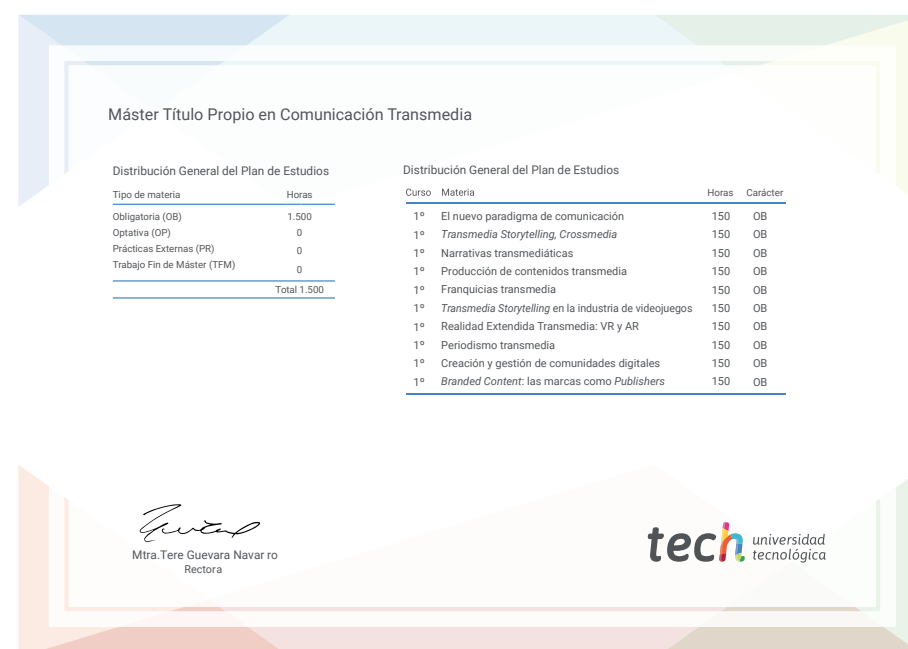 Máster Título Propio en Comunicación Transmedia
Distribución General del Plan de Estudios
Tipo de materia Horas
Obligatoria (OB) 1.500
Optativa (OP) 0
Prácticas Externas (PR) 0
Trabajo Fin de Máster (TFM) 0
Total 1.500
Distribución General del Plan de Estudios
Curso Materia Horas Carácter
1º El nuevo paradigma de comunicación 150 OB
1º Transmedia Storytelling, Crossmedia 150 OB
1º Narrativas transmediáticas 150 OB
1º Producción de contenidos transmedia 150 OB
1º Franquicias transmedia 150 OB
1º Transmedia Storytelling en la industria de videojuegos 150 OB
1º Realidad Extendida Transmedia: VR y AR 150 OB
1º Periodismo transmedia 150 OB
1º Creación y gestión de comunidades digitales 150 OB
1º Branded Content: las marcas como Publishers 150 OB
Mtra.Tere Guevara Navar ro
Rectora
tech universidad
tecnológica